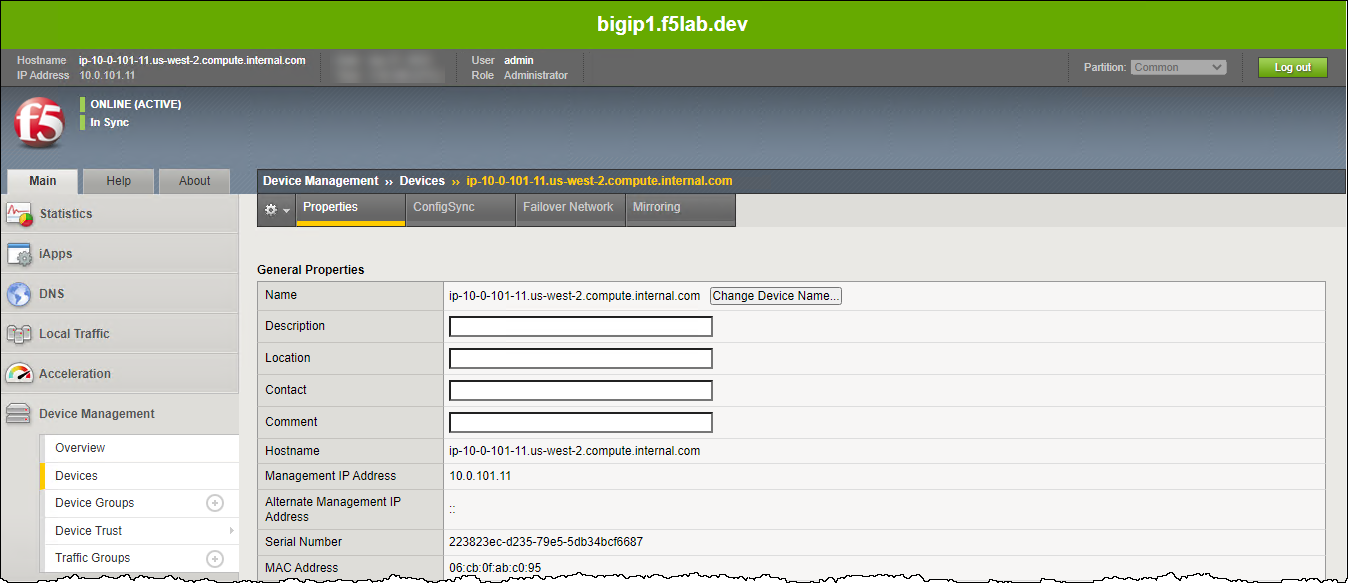 bigip1.f5lab.dev
Hostname ip-10-0-101-11.us-west-2.compute.internal.com User admin
IP Address 10.0.101.11 Role Administrator
Partition: Common Log out
f5
ONLINE (ACTIVE)
In Sync
Main Help About
Device Management ›› Devices ›› ip-10-0-101-11.us-west-2.compute.internal.com
Properties ConfigSync Failover Network Mirroring
Statistics
iApps
DNS
Local Traffic
Acceleration
Device Management
Overview
Devices
Device Groups
Device Trust
Traffic Groups
General Properties
Name ip-10-0-101-11.us-west-2.compute.internal.com Change Device Name...
Description
Location
Contact
Comment
Hostname ip-10-0-101-11.us-west-2.compute.internal.com
Management IP Address 10.0.101.11
Alternate Management IP
Address ::
Serial Number 223823ec-d235-79e5-5db34bcf6687
MAC Address 06:cb:0f:ab:c0:95